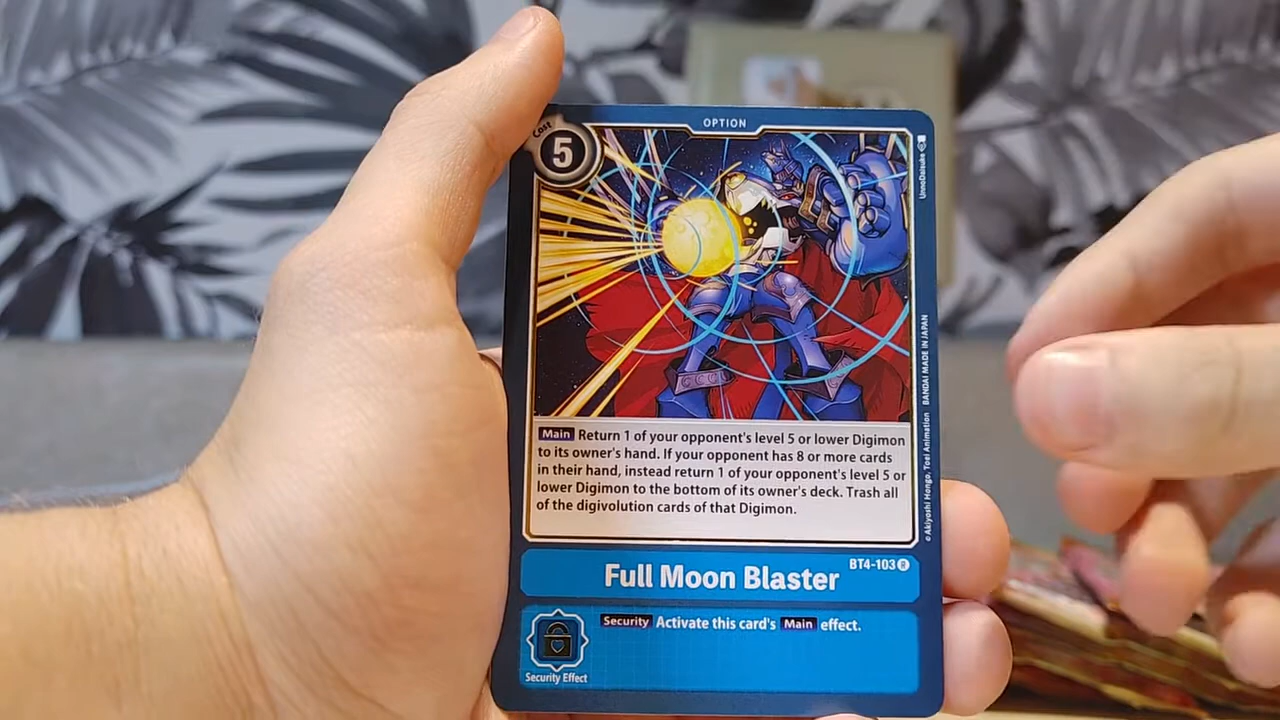 OPTION
Cost
5
UnnoDaisuke
Main Return 1 of your opponent's level 5 or lower Digimon
to its owner's hand. If your opponent has 8 or more cards
in their hand, instead return 1 of your opponent's level 5 or
lower Digimon to the bottom of its owner's deck. Trash all
of the digivolution cards of that Digimon.
© Akiyoshi Hongo, Toei Animation BANDAI MADE IN JAPAN
BT4-103 R
Full Moon Blaster
Security Activate this card's Main effect.
Security Effect